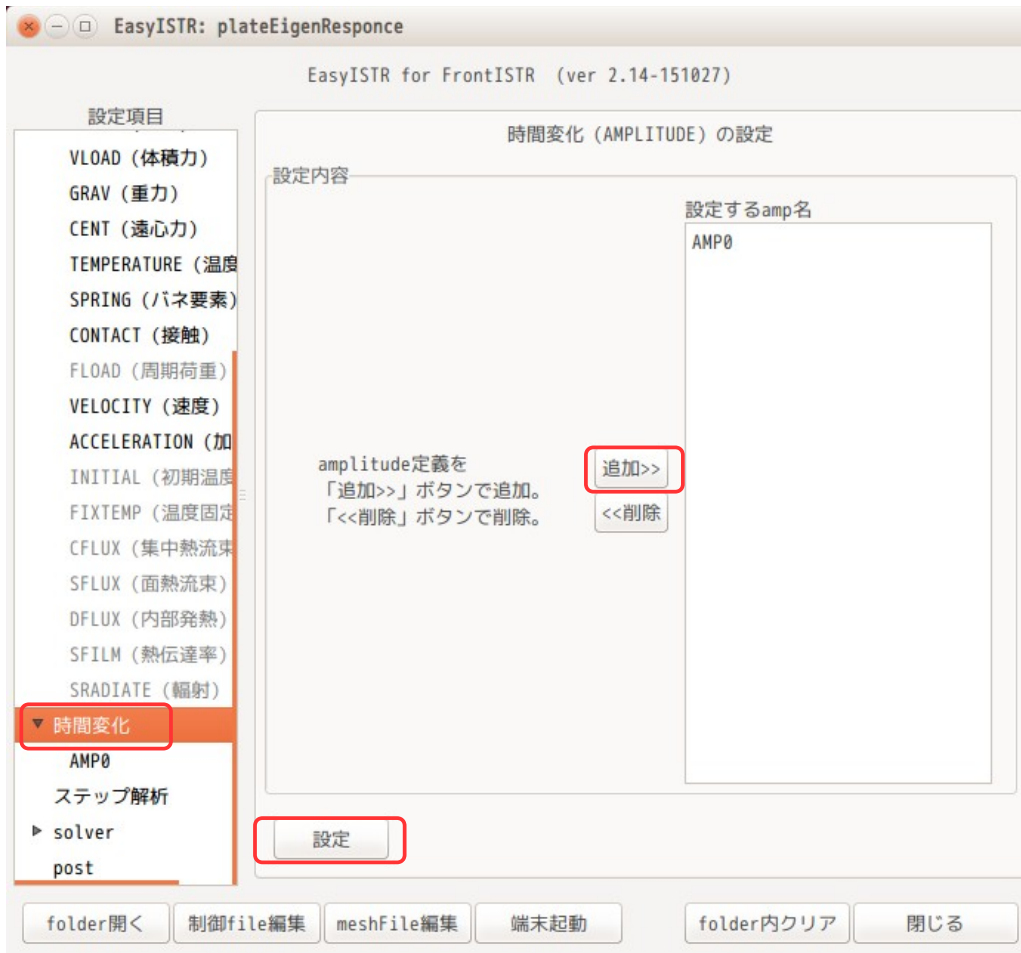 EasyISTR: plateEigenResponce
EasyISTR for FrontISTR (ver 2.14-151027)
設定項目
VLOAD (体積力)
GRAV (重力)
CENT (遠心力)
TEMPERATURE (温度
SPRING (バネ要素)
CONTACT (接触)
FLOAD (周期荷重)
VELOCITY (速度)
ACCELERATION (加
INITIAL (初期温度
FIXTEMP (温度固定
CFLUX (集中熱流束
SFLUX (面熱流束)
DFLUX (内部発熱)
SFILM (熱伝達率)
SRADIATE (輻射)
時間変化
AMP0
ステップ解析
solver
post
時間変化 (AMPLITUDE) の設定
設定内容
設定するamp名
AMP0
amplitude定義を
「追加>>」ボタンで追加。
「<<削除」ボタンで削除。
追加>>
<<削除
設定
folder開く
制御file編集
meshFile編集
端末起動
folder内クリア
閉じる